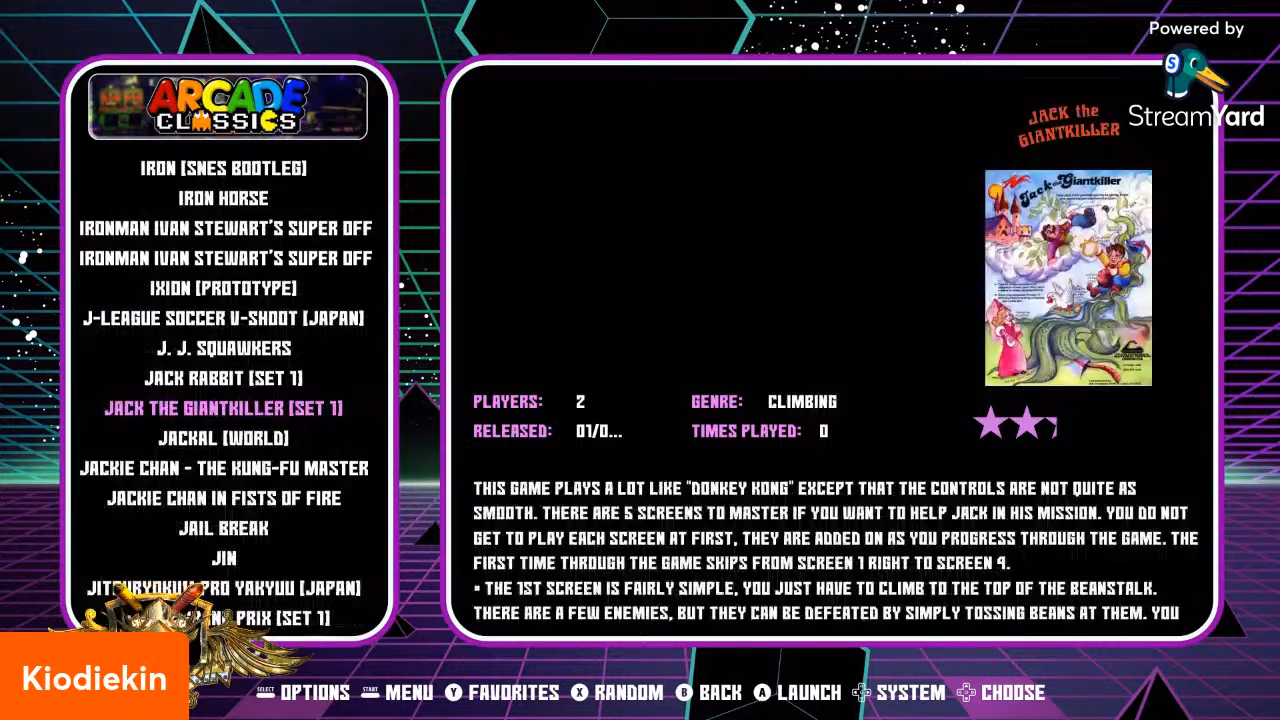 Powered by
StreamYard
ARCADE
CLASSICS
IRON [SNES BOOTLEG]
IRON HORSE
IRONMAN IVAN STEWART'S SUPER OFF
IRONMAN IVAN STEWART'S SUPER OFF
IXION [PROTOTYPE]
J-LEAGUE SOCCER V-SHOOT [JAPAN]
J. J. SQUAWKERS
JACK RABBIT [SET 1]
JACK THE GIANTKILLER [SET 1]
JACKAL [WORLD]
JACKIE CHAN - THE KUNG-FU MASTER
JACKIE CHAN IN FISTS OF FIRE
JAIL BREAK
JIN
PRO YAKYUU [JAPAN]
PRIX [SET 1]
JACK the
GIANTKILLER
Jack the Giantkiller
PLAYERS: 2
GENRE: CLIMBING
RELEASED: 01/0...
TIMES PLAYED: 0
THIS GAME PLAYS A LOT LIKE "DONKEY KONG" EXCEPT THAT THE CONTROLS ARE NOT QUITE AS
SMOOTH. THERE ARE 5 SCREENS TO MASTER IF YOU WANT TO HELP JACK IN HIS MISSION. YOU DO NOT
GET TO PLAY EACH SCREEN AT FIRST, THEY ARE ADDED ON AS YOU PROGRESS THROUGH THE GAME. THE
FIRST TIME THROUGH THE GAME SKIPS FROM SCREEN 1 RIGHT TO SCREEN 4.
* THE 1ST SCREEN IS FAIRLY SIMPLE, YOU JUST HAVE TO CLIMB TO THE TOP OF THE BEANSTALK.
THERE ARE A FEW ENEMIES, BUT THEY CAN BE DEFEATED BY SIMPLY TOSSING BEANS AT THEM. YOU
Kiodiekin
SELECT OPTIONS START MENU Y FAVORITES X RANDOM B BACK A LAUNCH SYSTEM CHOOSE